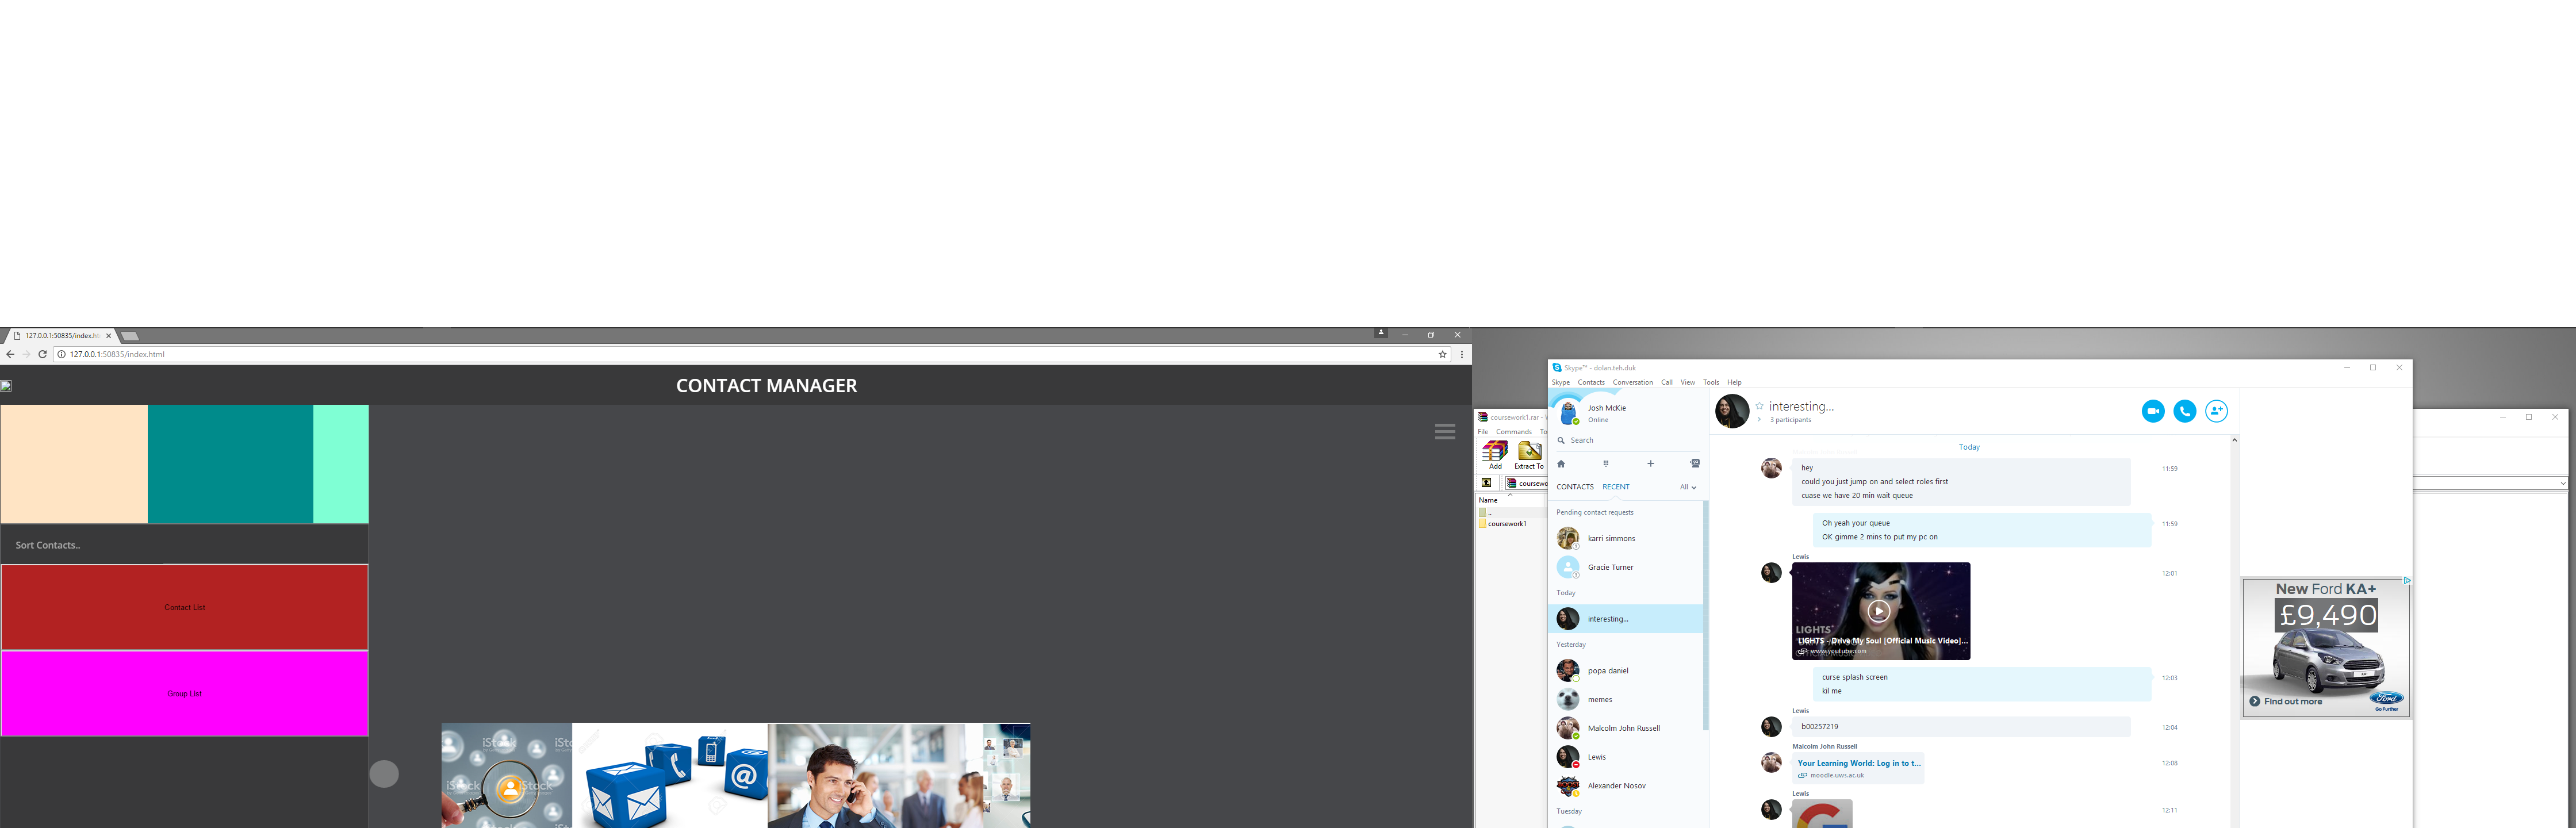 127.0.0.1:50835/index.ht
127.0.0.1:50835/index.html
CONTACT MANAGER
Sort Contacts..
Contact List
Group List
iStock
iStock
iStock
coursework1.rar
File Commands To
Add Extract To
coursewo
Name
..
coursework1
Skype™ - dolan.teh.duk
Skype Contacts Conversation Call View Tools Help
Josh McKie
Online
Search
CONTACTS RECENT All
Pending contact requests
karri simmons
Gracie Turner
Today
interesting...
Yesterday
popa daniel
memes
Malcolm John Russell
Lewis
Alexander Nosov
Tuesday
interesting...
3 participants
Today
hey 11:59
could you just jump on and select roles first
cuase we have 20 min wait queue
Oh yeah your queue 11:59
OK gimme 2 mins to put my pc on
Lewis
12:01
LIGHTS
LIGHTS - Drive My Soul [Official Music Video]...
www.youtube.com
curse splash screen 12:03
kil me
Lewis
b00257219 12:04
Malcolm John Russell
Your Learning World: Log in to t... 12:08
moodle.uws.ac.uk
Lewis
12:11
New Ford KA+
£9,490
Find out more
Ford
Go Further